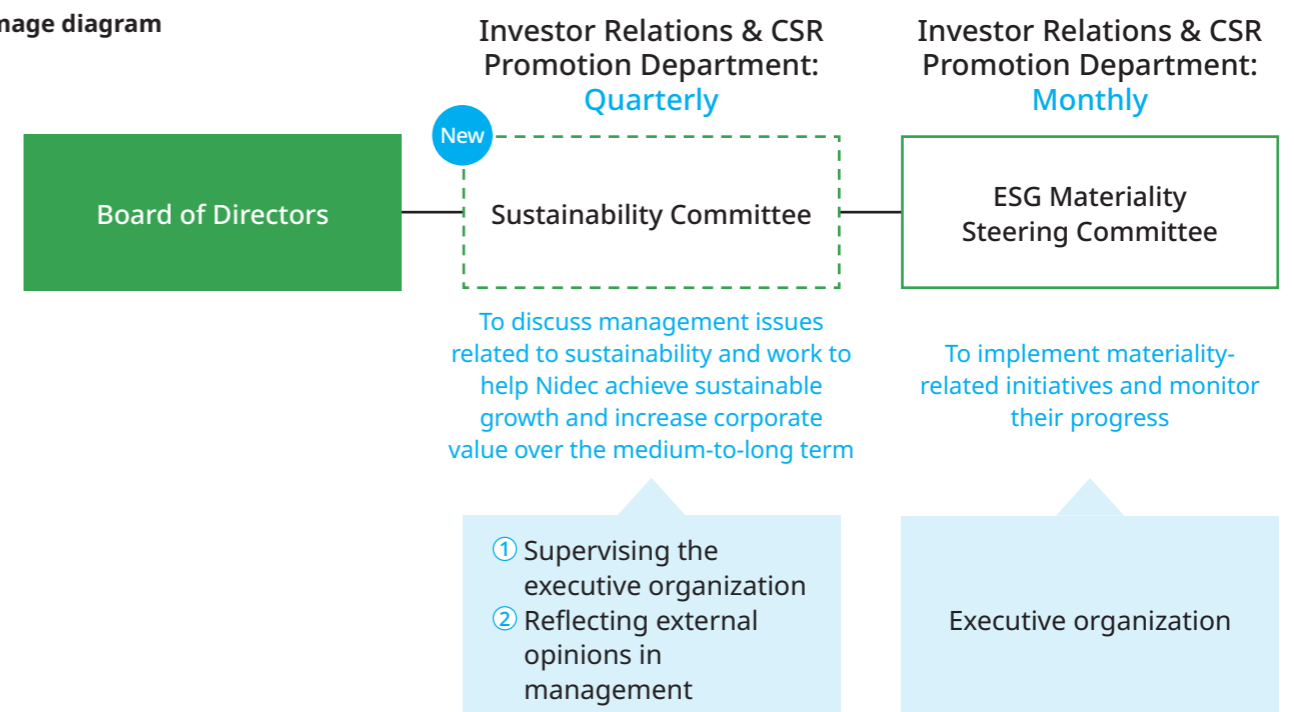 mage diagram
Investor Relations & CSR
Promotion Department:
Quarterly
Investor Relations & CSR
Promotion Department:
Monthly
New
Board of Directors
Sustainability Committee
ESG Materiality
Steering Committee
To discuss management issues
related to sustainability and work to
help Nidec achieve sustainable
growth and increase corporate
value over the medium-to-long term
To implement materiality-
related initiatives and monitor
their progress
① Supervising the
executive organization
② Reflecting external
opinions in
management
Executive organization